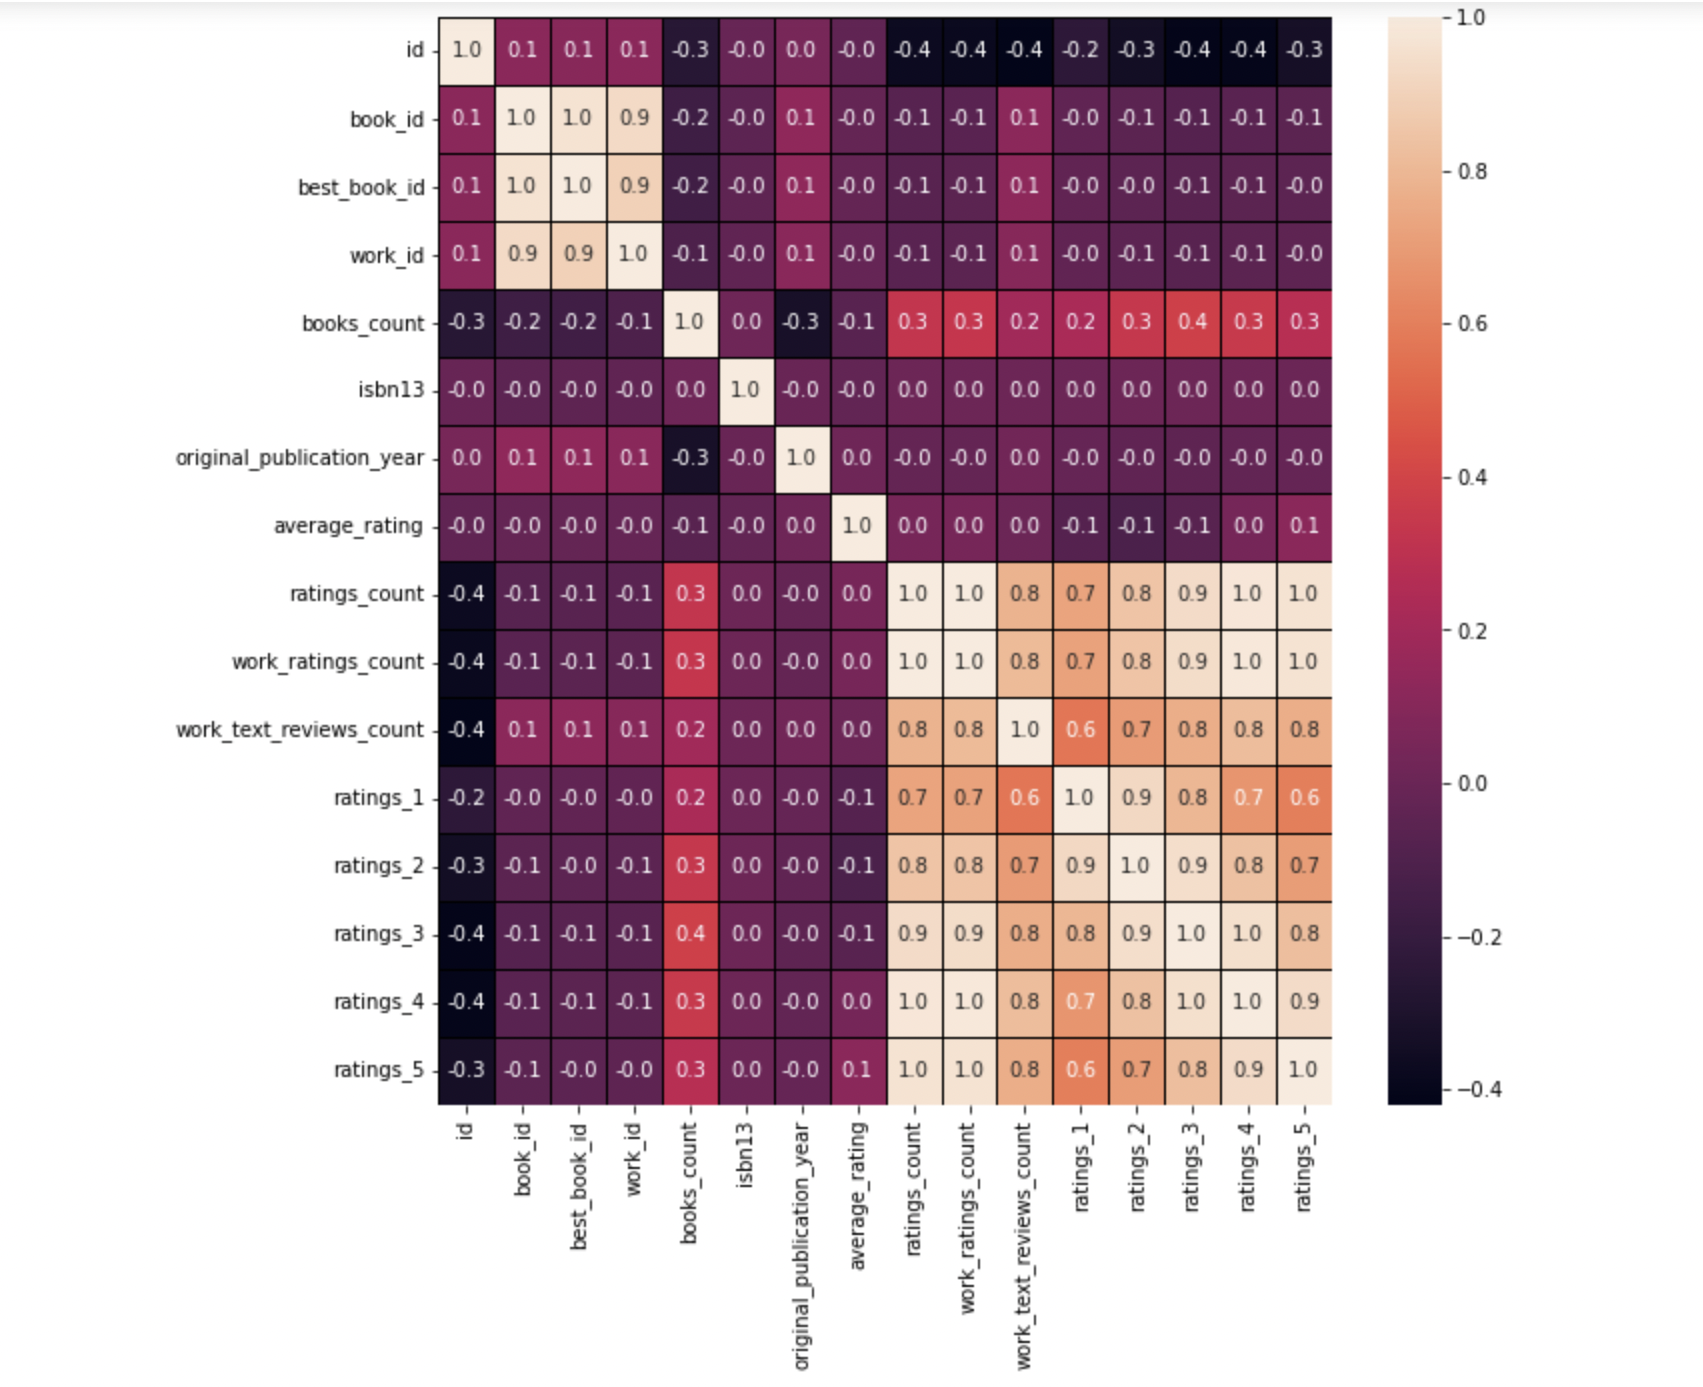 id 1.0 0.1 0.1 0.1 -0.3 -0.0 0.0 -0.0 -0.4 -0.4 -0.4 -0.2 -0.3 -0.4 -0.4 -0.3
book_id 0.1 1.0 1.0 0.9 -0.2 -0.0 0.1 -0.0 -0.1 -0.1 0.1 -0.0 -0.1 -0.1 -0.1 -0.1
best_book_id 0.1 1.0 1.0 0.9 -0.2 -0.0 0.1 -0.0 -0.1 -0.1 0.1 -0.0 -0.0 -0.1 -0.1 -0.0
work_id 0.1 0.9 0.9 1.0 -0.1 -0.0 0.1 -0.0 -0.1 -0.1 0.1 -0.0 -0.1 -0.1 -0.1 -0.0
books_count -0.3 -0.2 -0.2 -0.1 1.0 0.0 -0.3 -0.1 0.3 0.3 0.2 0.2 0.3 0.4 0.3 0.3
isbn13 -0.0 -0.0 -0.0 -0.0 0.0 1.0 -0.0 -0.0 0.0 0.0 0.0 0.0 0.0 0.0 0.0 0.0
original_publication_year 0.0 0.1 0.1 0.1 -0.3 -0.0 1.0 0.0 -0.0 -0.0 0.0 -0.0 -0.0 -0.0 -0.0 -0.0
average_rating -0.0 -0.0 -0.0 -0.0 -0.1 -0.0 0.0 1.0 0.0 0.0 0.0 -0.1 -0.1 -0.1 0.0 0.1
ratings_count -0.4 -0.1 -0.1 -0.1 0.3 0.0 -0.0 0.0 1.0 1.0 0.8 0.7 0.8 0.9 1.0 1.0
work_ratings_count -0.4 -0.1 -0.1 -0.1 0.3 0.0 -0.0 0.0 1.0 1.0 0.8 0.7 0.8 0.9 1.0 1.0
work_text_reviews_count -0.4 0.1 0.1 0.1 0.2 0.0 0.0 0.0 0.8 0.8 1.0 0.6 0.7 0.8 0.8 0.8
ratings_1 -0.2 -0.0 -0.0 -0.0 0.2 0.0 -0.0 -0.1 0.7 0.7 0.6 1.0 0.9 0.8 0.7 0.6
ratings_2 -0.3 -0.1 -0.0 -0.1 0.3 0.0 -0.0 -0.1 0.8 0.8 0.7 0.9 1.0 0.9 0.8 0.7
ratings_3 -0.4 -0.1 -0.1 -0.1 0.4 0.0 -0.0 -0.1 0.9 0.9 0.8 0.8 0.9 1.0 1.0 0.8
ratings_4 -0.4 -0.1 -0.1 -0.1 0.3 0.0 -0.0 0.0 1.0 1.0 0.8 0.7 0.8 1.0 1.0 0.9
ratings_5 -0.3 -0.1 -0.0 -0.0 0.3 0.0 -0.0 0.1 1.0 1.0 0.8 0.6 0.7 0.8 0.9 1.0
id
book_id
best_book_id
work_id
books_count
isbn13
original_publication_year
average_rating
ratings_count
work_ratings_count
work_text_reviews_count
ratings_1
ratings_2
ratings_3
ratings_4
ratings_5
1.0
0.8
0.6
0.4
0.2
0.0
−0.2
−0.4